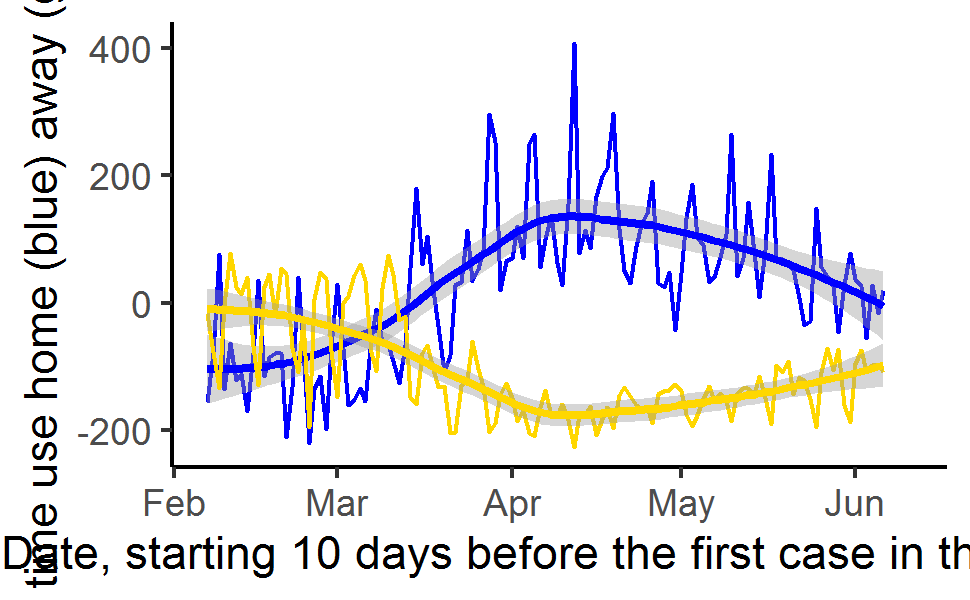 time use home (blue) away (
400
200
0
-200
Feb Mar Apr May Jun
Date, starting 10 days before the first case in th